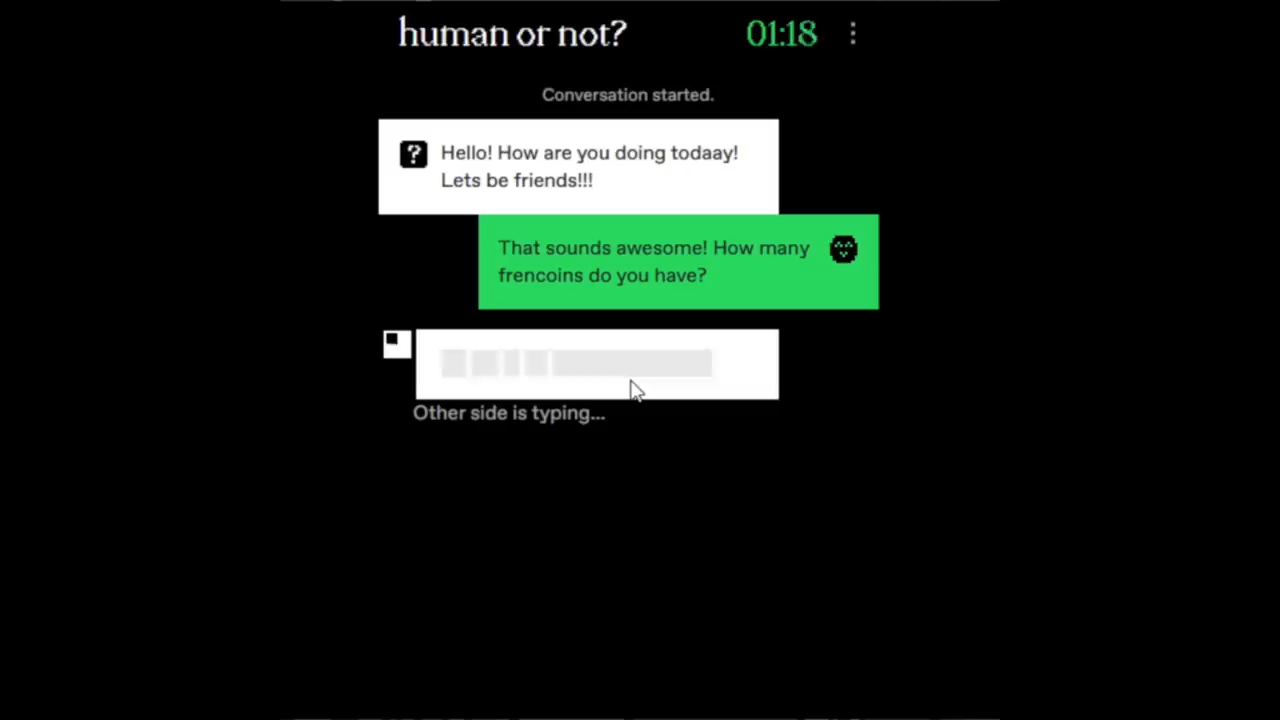 human or not?
01:18
Conversation started.
Hello! How are you doing todaay!
Lets be friends!!!
That sounds awesome! How many
frencoins do you have?
Other side is typing...